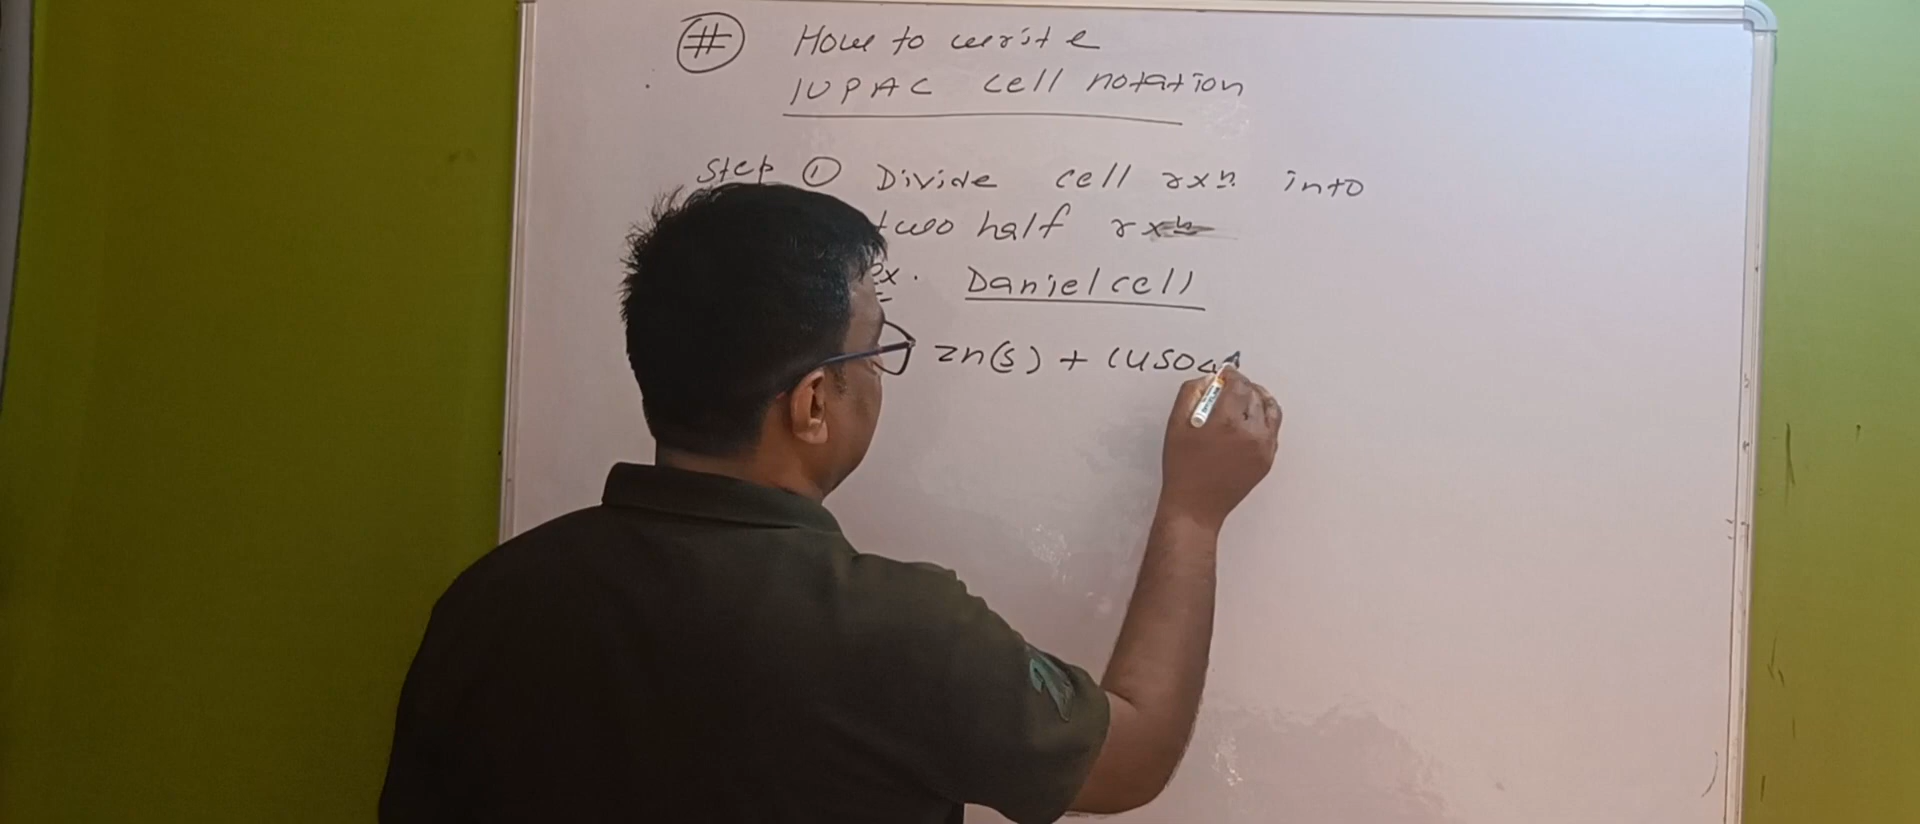 # How to write
IUPAC cell notation
Step ① Divide cell rxn into
two half rxn
Ex. Daniel cell
Zn(s) + CuSO4